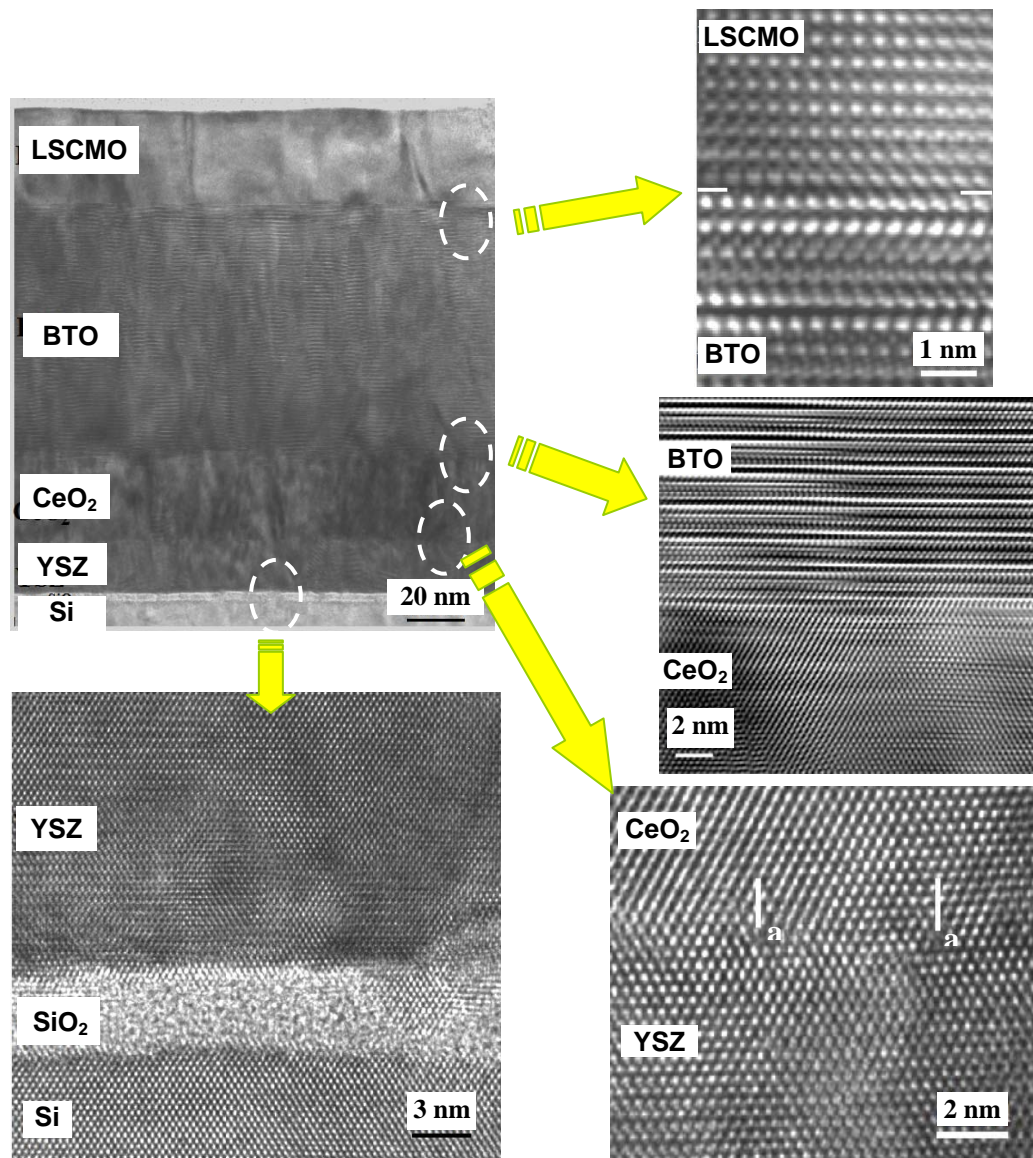 LSCMO
BTO
CeO₂
YSZ
Si
20 nm
LSCMO
BTO
1 nm
BTO
CeO₂
2 nm
YSZ
SiO₂
Si
3 nm
CeO₂
a
a
YSZ
2 nm